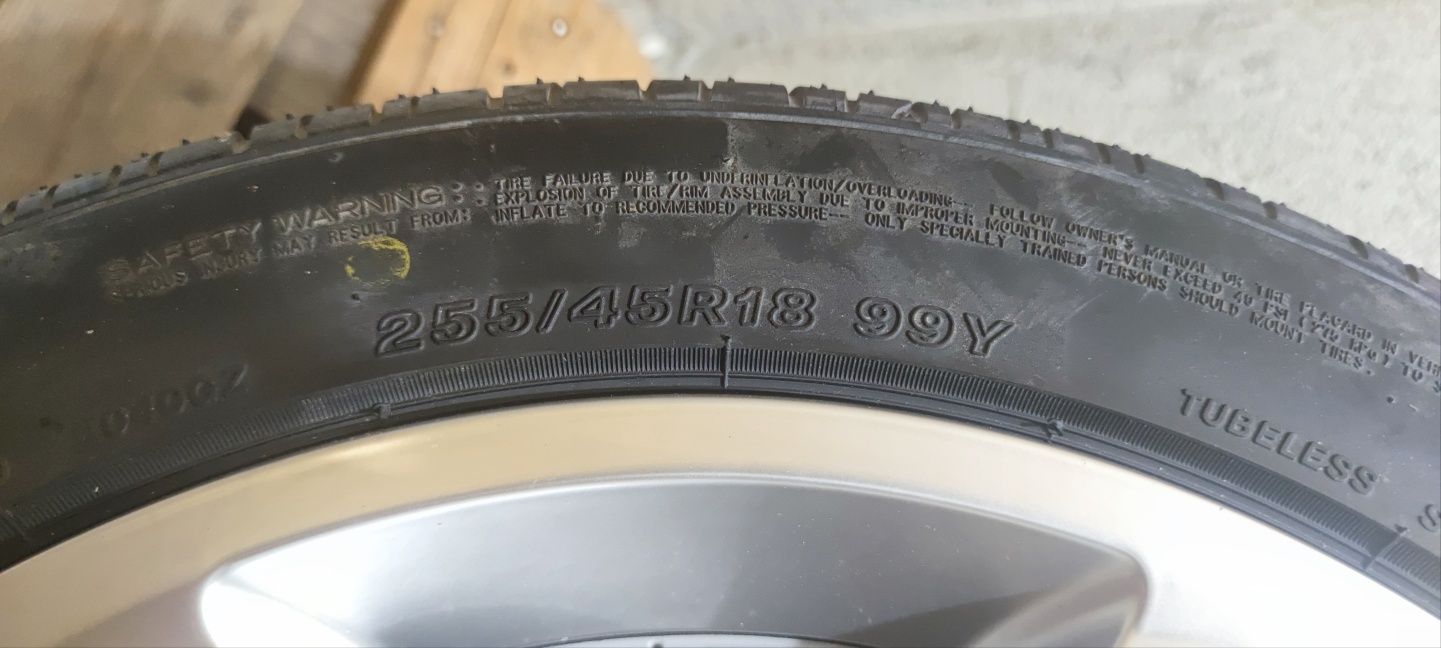 SAFETY WARNING:
SERIOUS INJURY MAY RESULT FROM:
: TIRE FAILURE DUE TO UNDERINFLATION/OVERLOADING-- FOLLOW OWNER'S MANUAL OR TIRE PLACARD IN
: EXPLOSION OF TIRE/RIM ASSEMBLY DUE TO IMPROPER MOUNTING-- NEVER EXCEED 40 PSI TO
INFLATE TO RECOMMENDED PRESSURE-- ONLY SPECIALLY TRAINED PERSONS SHOULD MOUNT TIRES.
255/45R18 99Y
TUBELESS